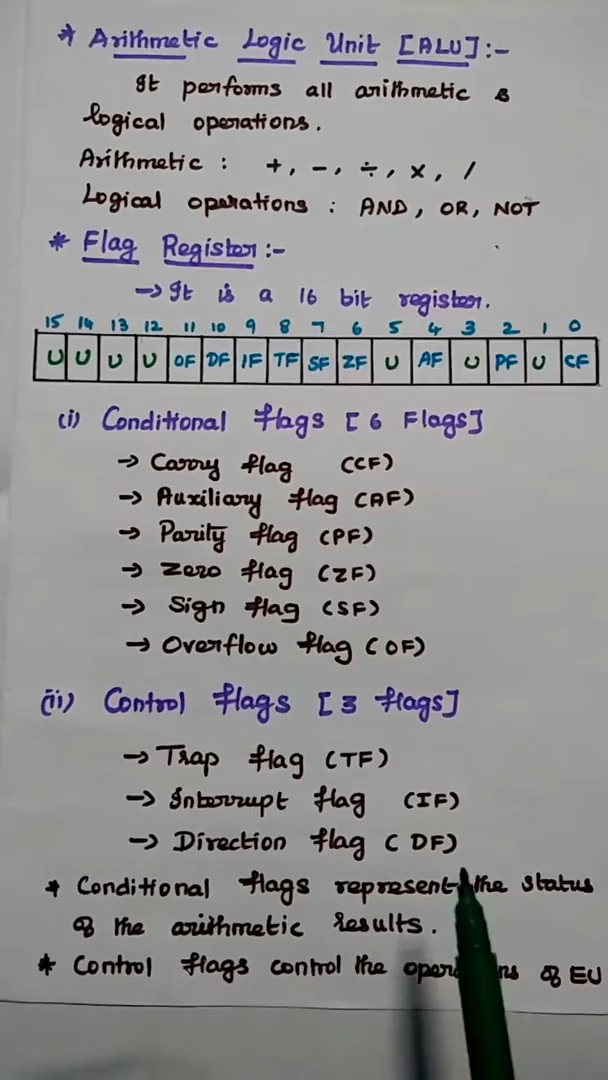 * Arithmetic Logic Unit [ALU]:-
It performs all arithmetic &
logical operations.
Arithmetic : +, -, ÷, x, /
Logical operations : AND, OR, NOT
* Flag Register:-
→ It is a 16 bit register.
15 14 13 12 11 10 9 8 7 6 5 4 3 2 1 0
U U U U OF DF IF TF SF ZF U AF U PF U CF
(i) Conditional flags [6 Flags]
→ Carry flag (CF)
→ Auxiliary flag (AF)
→ Parity flag (PF)
→ Zero flag (ZF)
→ Sign flag (SF)
→ Overflow flag (OF)
(ii) Control flags [3 flags]
→ Trap flag (TF)
→ Interrupt flag (IF)
→ Direction flag (DF)
* Conditional flags represent the status
of the arithmetic results.
* Control flags control the of EU